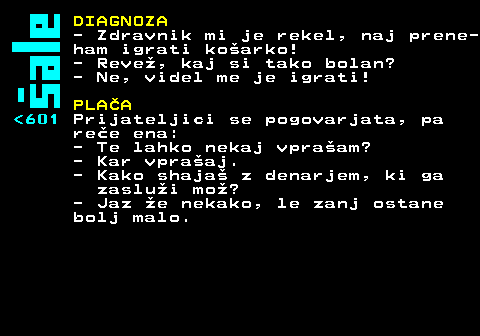 šale
<601
DIAGNOZA
- Zdravnik mi je rekel, naj prene-
ham igrati košarko!
- Revež, kaj si tako bolan?
- Ne, videl me je igrati!
PLAČA
Prijateljici se pogovarjata, pa
reče ena:
- Te lahko nekaj vprašam?
- Kar vprašaj.
- Kako shajaš z denarjem, ki ga
zasluži mož?
- Jaz že nekako, le zanj ostane
bolj malo.